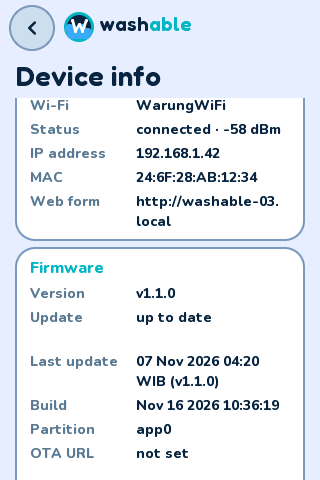 washable
Device info
Wi-Fi WarungWiFi
Status connected · -58 dBm
IP address 192.168.1.42
MAC 24:6F:28:AB:12:34
Web form http://washable-03.
local
Firmware
Version v1.1.0
Update up to date
Last update 07 Nov 2026 04:20
WIB (v1.1.0)
Build Nov 16 2026 10:36:19
Partition app0
OTA URL not set